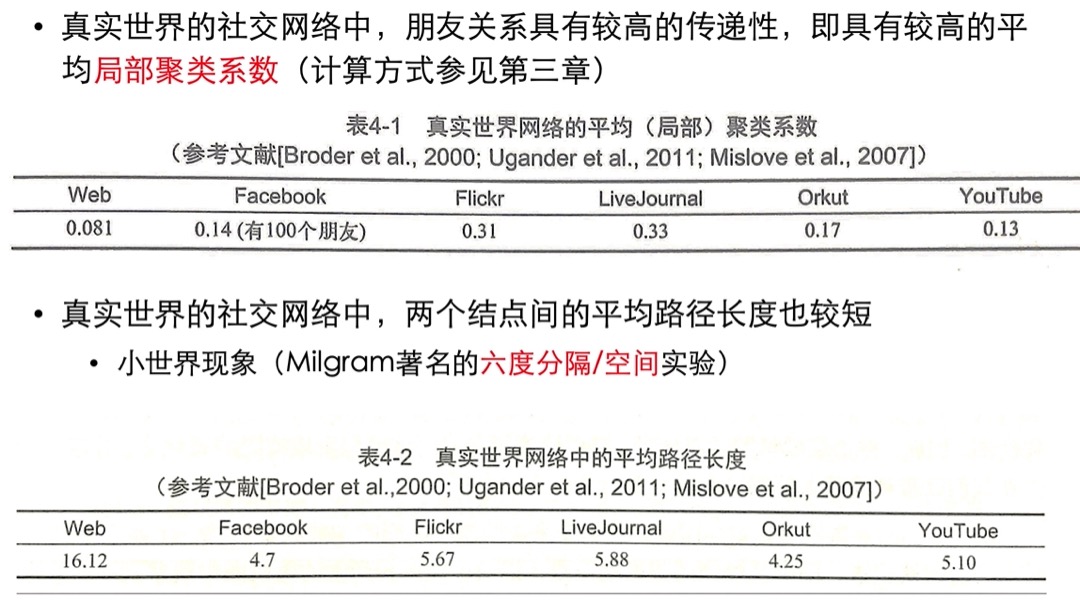 • 真实世界的社交网络中，朋友关系具有较高的传递性，即具有较高的平
均局部聚类系数（计算方式参见第三章）
表4-1 真实世界网络的平均（局部）聚类系数
（参考文献[Broder et al., 2000; Ugander et al., 2011; Mislove et al., 2007]）
Web Facebook Flickr LiveJournal Orkut YouTube
0.081 0.14 (有100个朋友) 0.31 0.33 0.17 0.13
• 真实世界的社交网络中，两个结点间的平均路径长度也较短
• 小世界现象（Milgram著名的六度分隔/空间实验）
表4-2 真实世界网络中的平均路径长度
（参考文献[Broder et al.,2000; Ugander et al., 2011; Mislove et al., 2007]）
Web Facebook Flickr LiveJournal Orkut YouTube
16.12 4.7 5.67 5.88 4.25 5.10